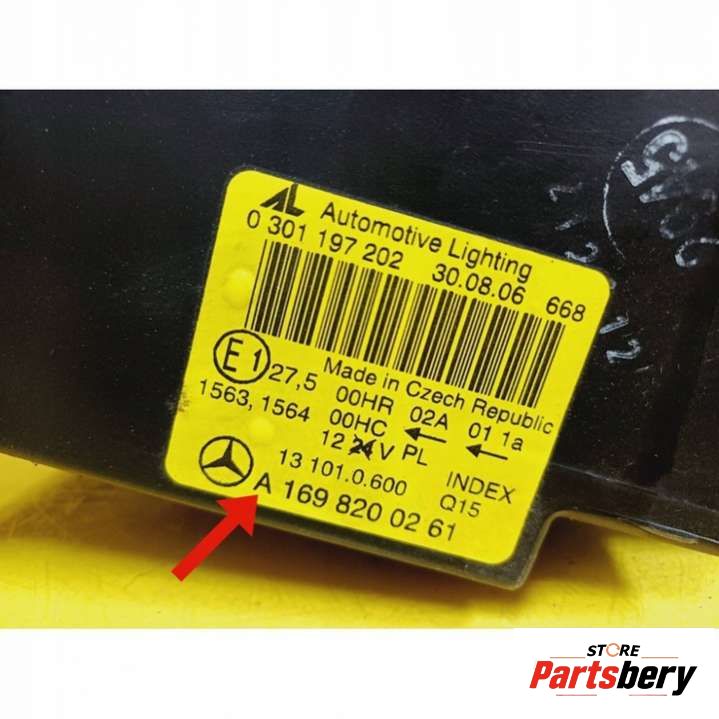 AL Automotive Lighting
0 301 197 202 30.08.06 668
Made in Czech Republic
E1 27,5 00HR 02A 01 1a
1563, 1564 00HC ← ←
12 24 V PL
13 101.0.600 INDEX
A 169 820 02 61 Q15
STORE
Partsbery